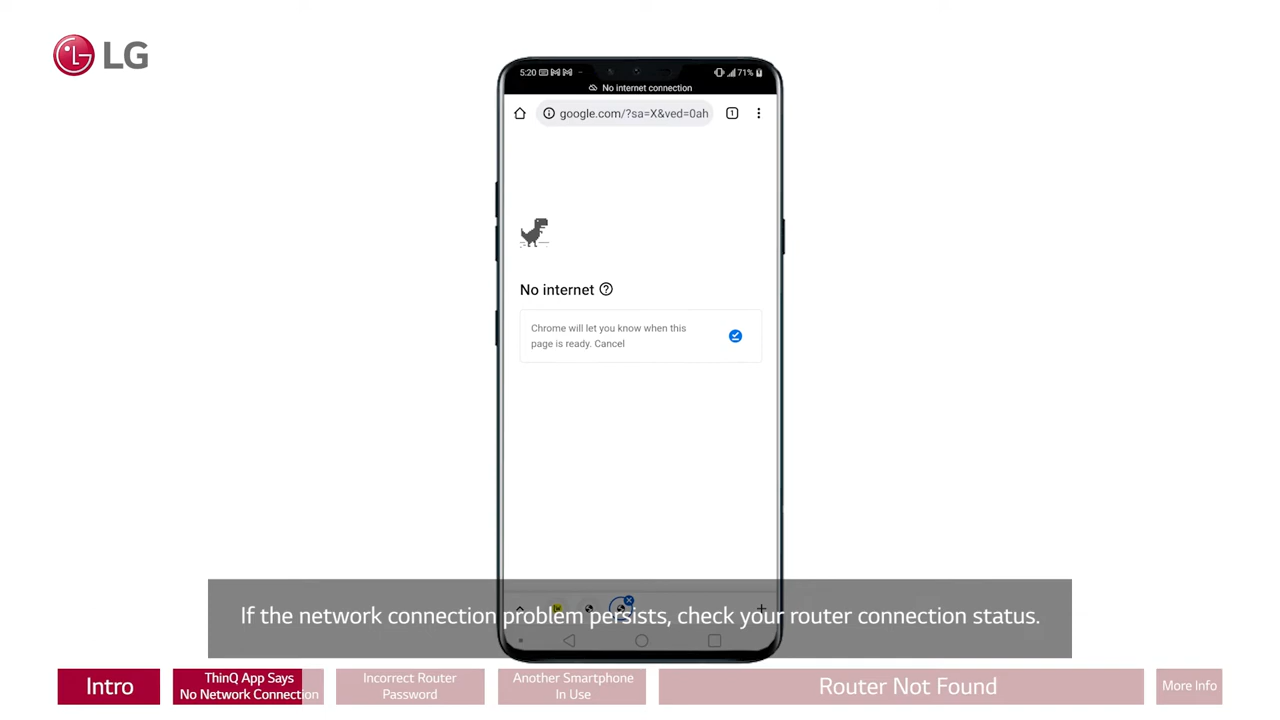 LG
5:20
71%
No internet connection
google.com/?sa=X&ved=0ah
1
No internet
Chrome will let you know when this
page is ready. Cancel
If the network connection problem persists, check your router connection status.
Intro
ThinQ App Says
No Network Connection
Incorrect Router
Password
Another Smartphone
In Use
Router Not Found
More Info